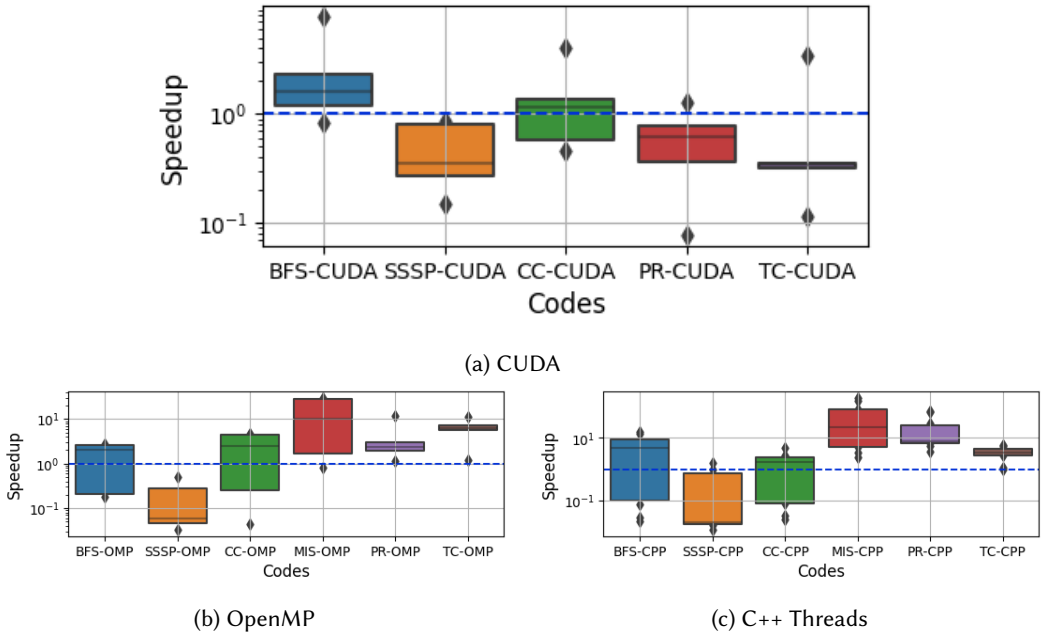 Speedup
10^0
10^-1
BFS-CUDA SSSP-CUDA CC-CUDA PR-CUDA TC-CUDA
Codes
(a) CUDA
Speedup
10^1
10^0
10^-1
BFS-OMP SSSP-OMP CC-OMP MIS-OMP PR-OMP TC-OMP
Codes
(b) OpenMP
Speedup
10^1
10^-1
BFS-CPP SSSP-CPP CC-CPP MIS-CPP PR-CPP TC-CPP
Codes
(c) C++ Threads